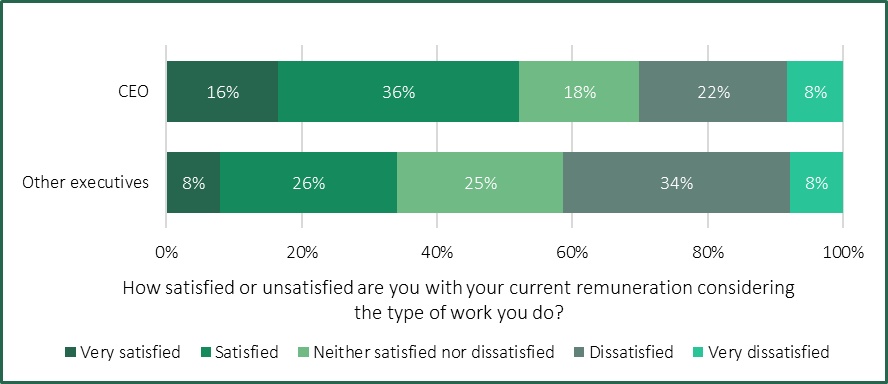 CEO
16% 36% 18% 22% 8%
Other executives
8% 26% 25% 34% 8%
0% 20% 40% 60% 80% 100%
How satisfied or unsatisfied are you with your current remuneration considering
the type of work you do?
Very satisfied Satisfied Neither satisfied nor dissatisfied Dissatisfied Very dissatisfied